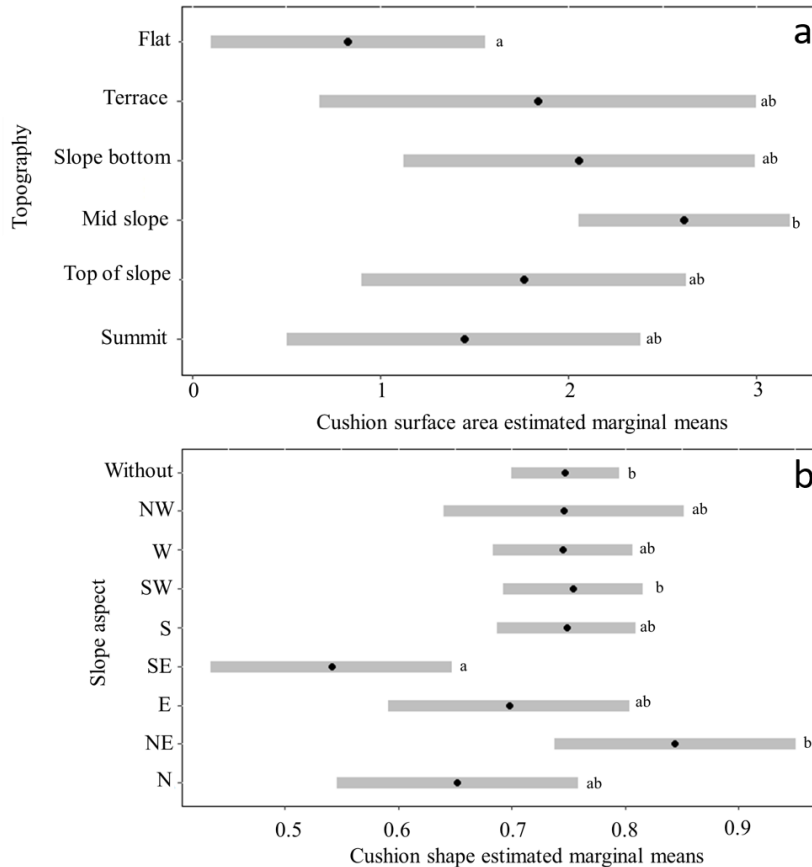 a
Flat a
Terrace ab
Slope bottom ab
Mid slope b
Top of slope ab
Summit ab
Topography
0 1 2 3
Cushion surface area estimated marginal means
b
Without b
NW ab
W ab
SW b
S ab
SE a
E ab
NE b
N ab
Slope aspect
0.5 0.6 0.7 0.8 0.9
Cushion shape estimated marginal means